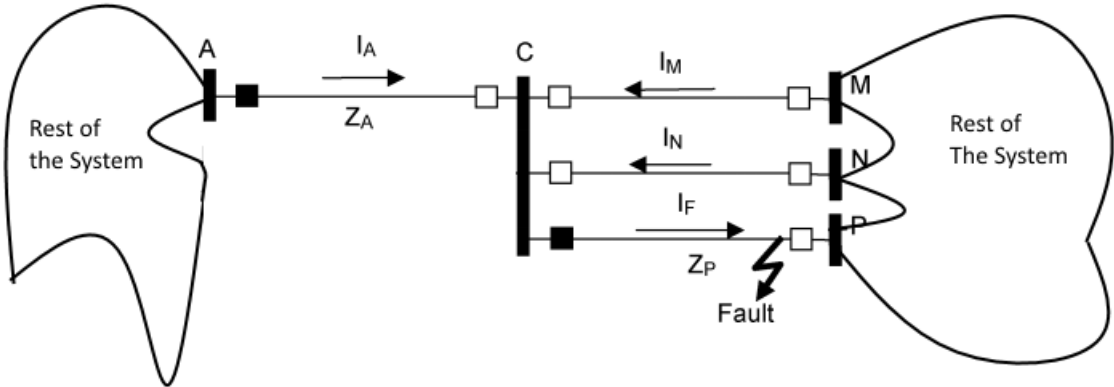 A
I_A
C
I_M
M
Z_A
Rest of
the System
Rest of
The System
I_N
N
I_F
P
Z_P
Fault